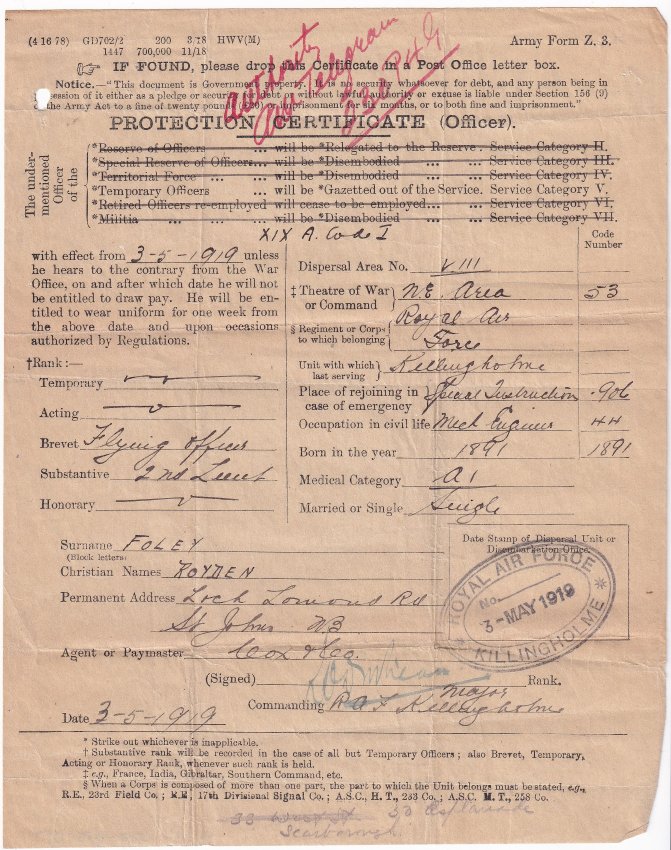 (4 16 78) GD702/2 200 3/18 HWV(M)
1447 700,000 11/18
Army Form Z. 3.
authority
Telegram
IF FOUND, please drop this Certificate in a Post Office letter box.
Notice.—"This document is Government property. It is no security whatsoever for debt, and any person being in
session of it either as a pledge or security for debt or without lawful authority or excuse is liable under Section 156 (9)
the Army Act to a fine of twenty pounds (£20) or imprisonment six months, or to both fine and imprisonment."
PROTECTION CERTIFICATE (Officer).
The under-mentioned Officer of the
*Reserve of Officers ... ... will be *Relegated to the Reserve. Service Category H.
*Special Reserve of Officers... ... will be *Disembodied ... ... Service Category III.
*Territorial Force ... ... will be *Disembodied ... ... Service Category IV.
*Temporary Officers ... will be *Gazetted out of the Service. Service Category V.
*Retired Officers re-employed will cease to be employed... ... Service Category VI.
*Militia ... ... ... ... will be *Disembodied ... ... Service Category VII.
XIX A. Code I
Code Number
with effect from 3-5-1919 unless
he hears to the contrary from the War
Office, on and after which date he will not
be entitled to draw pay. He will be en-
titled to wear uniform for one week from
the above date and upon occasions
authorized by Regulations.
†Rank:—
Temporary
Acting
Brevet Flying Officer
Substantive 2nd Lieut
Honorary
Dispersal Area No. VIII
‡ Theatre of War or Command N.E. Area 53
§ Regiment or Corps to which belonging Royal Air Force
Unit with which last serving Killingholme
Place of rejoining in case of emergency Special Instruction 906
Occupation in civil life Mech Engineer 44
Born in the year 1891 1891
Medical Category A1
Married or Single Single
Surname FOLEY
(Block letters)
Christian Names ROYDEN
Permanent Address Loch Lomond Rd
St Johns NB
Agent or Paymaster Cox & Co.
Date Stamp of Dispersal Unit or
Disembarkation Office.
ROYAL AIR FORCE
No.
3-MAY 1919
KILLINGHOLME
(Signed) Rank.
Major
Commanding R A F Killingholme
Date 3-5-1919
* Strike out whichever is inapplicable.
† Substantive rank will be recorded in the case of all but Temporary Officers; also Brevet, Temporary,
Acting or Honorary Rank, whenever such rank is held.
‡ e.g., France, India, Gibraltar, Southern Command, etc.
§ When a Corps is composed of more than one part, the part to which the Unit belongs must be stated, e.g.,
R.E., 23rd Field Co.; R.E., 17th Divisional Signal Co.; A.S.C., H.T., 233 Co.; A.S.C. M.T., 258 Co.
33 West St 30 Esplanade
Scarborough